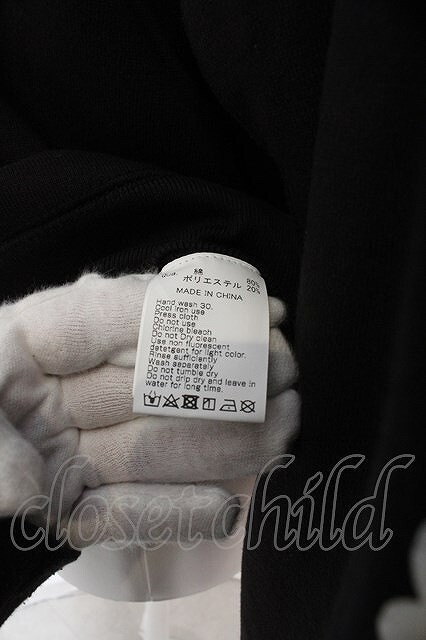 綿 80%
ポリエステル 20%
MADE IN CHINA
Hand wash 30.
Cool iron use
Press cloth
Do not use
Chlorine bleach
Do not Dry clean
Use non fluorescent
detetgent for light color.
Rinse sufficiently
Wash separately
Do not tumble dry
Do not drip dry and leave in
water for long time.
closet child